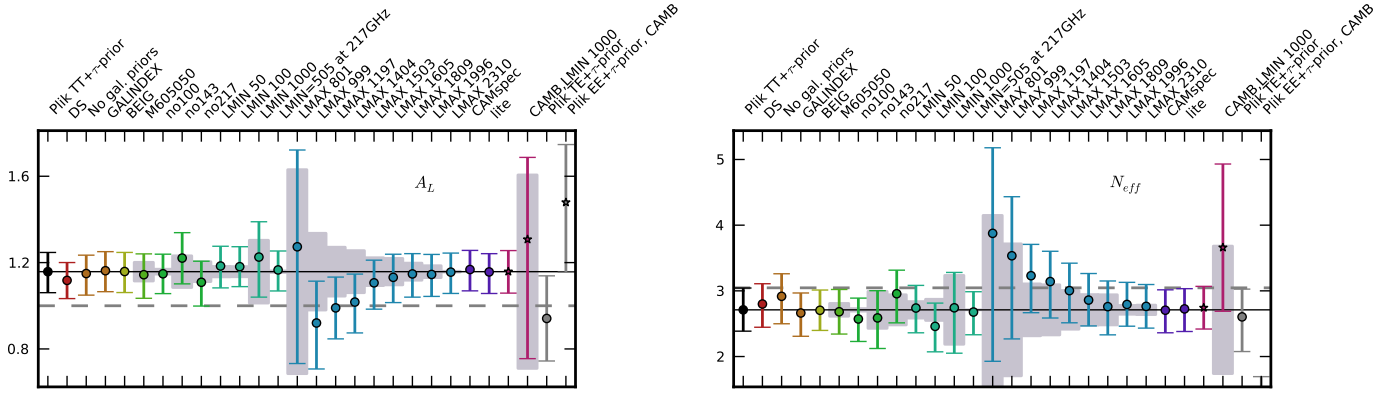 Plik TT+τ-prior
DS
No gal. priors
GALINDEX
BEIG
M605050
no100
no143
no217
LMIN 50
LMIN 100
LMIN 1000
LMIN=505 at 217GHz
LMAX 801
LMAX 999
LMAX 1197
LMAX 1404
LMAX 1503
LMAX 1605
LMAX 1809
LMAX 1996
LMAX 2310
CAMspec
lite
CAMB,LMIN 1000
Plik TE+τ-prior
Plik EE+τ-prior, CAMB
1.6
1.2
0.8
A_L
Plik TT+τ-prior
DS
No gal. priors
GALINDEX
BEIG
M605050
no100
no143
no217
LMIN 50
LMIN 100
LMIN 1000
LMIN=505 at 217GHz
LMAX 801
LMAX 999
LMAX 1197
LMAX 1404
LMAX 1503
LMAX 1605
LMAX 1809
LMAX 1996
LMAX 2310
CAMspec
lite
CAMB,LMIN 1000
Plik TE+τ-prior
Plik EE+τ-prior, CAMB
5
4
3
2
N_eff